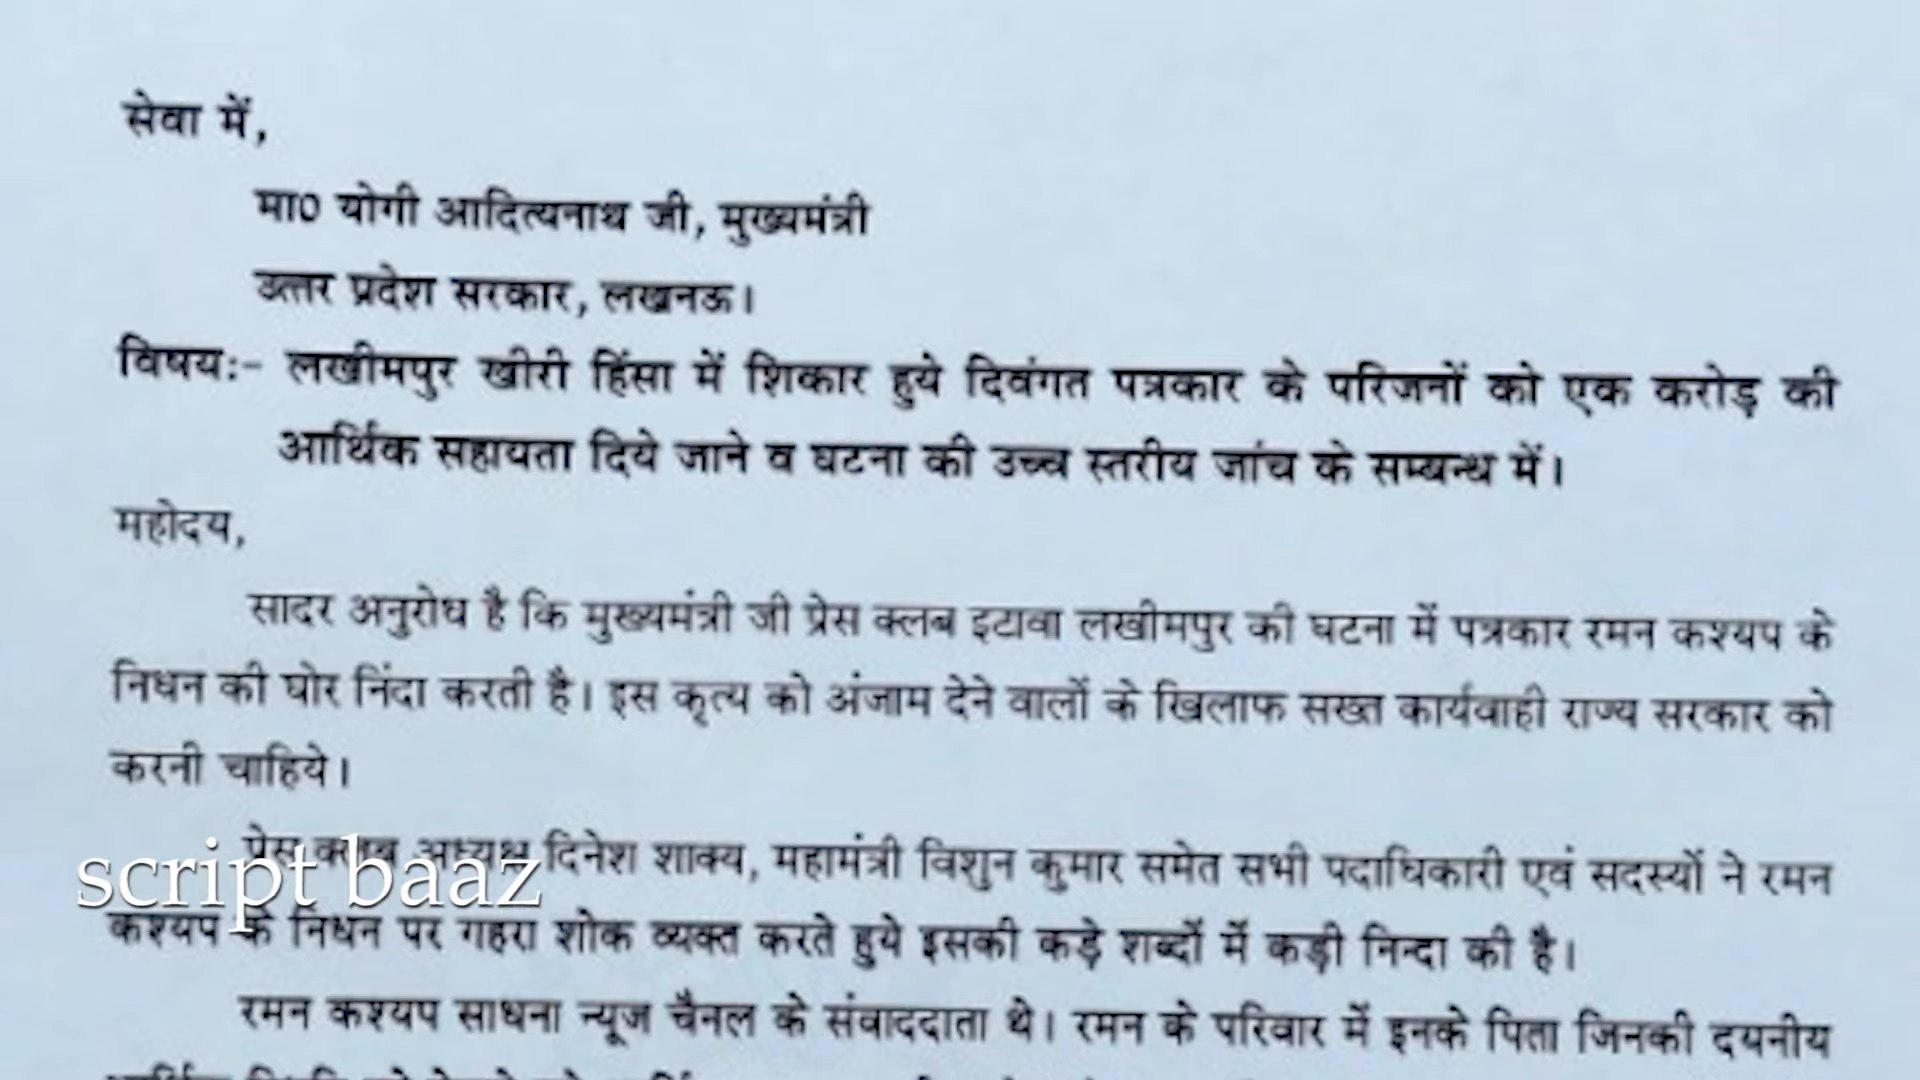 सेवा में,
मा0 योगी आदित्यनाथ जी, मुख्यमंत्री
उत्तर प्रदेश सरकार, लखनऊ।
विषयः- लखीमपुर खीरी हिंसा में शिकार हुये दिवंगत पत्रकार के परिजनों को एक करोड़ की
आर्थिक सहायता दिये जाने व घटना की उच्च स्तरीय जांच के सम्बन्ध में।
महोदय,
सादर अनुरोध है कि मुख्यमंत्री जी प्रेस क्लब इटावा लखीमपुर की घटना में पत्रकार रमन कश्यप के
निधन की घोर निंदा करती है। इस कृत्य को अंजाम देने वालों के खिलाफ सख्त कार्यवाही राज्य सरकार को
करनी चाहिये।
प्रेस क्लब अध्यक्ष दिनेश शाक्य, महामंत्री विशुन कुमार समेत सभी पदाधिकारी एवं सदस्यों ने रमन
script baaz
कश्यप के निधन पर गहरा शोक व्यक्त करते हुये इसकी कड़े शब्दों में कड़ी निन्दा की है।
रमन कश्यप साधना न्यूज चैनल के संवाददाता थे। रमन के परिवार में इनके पिता जिनकी दयनीय